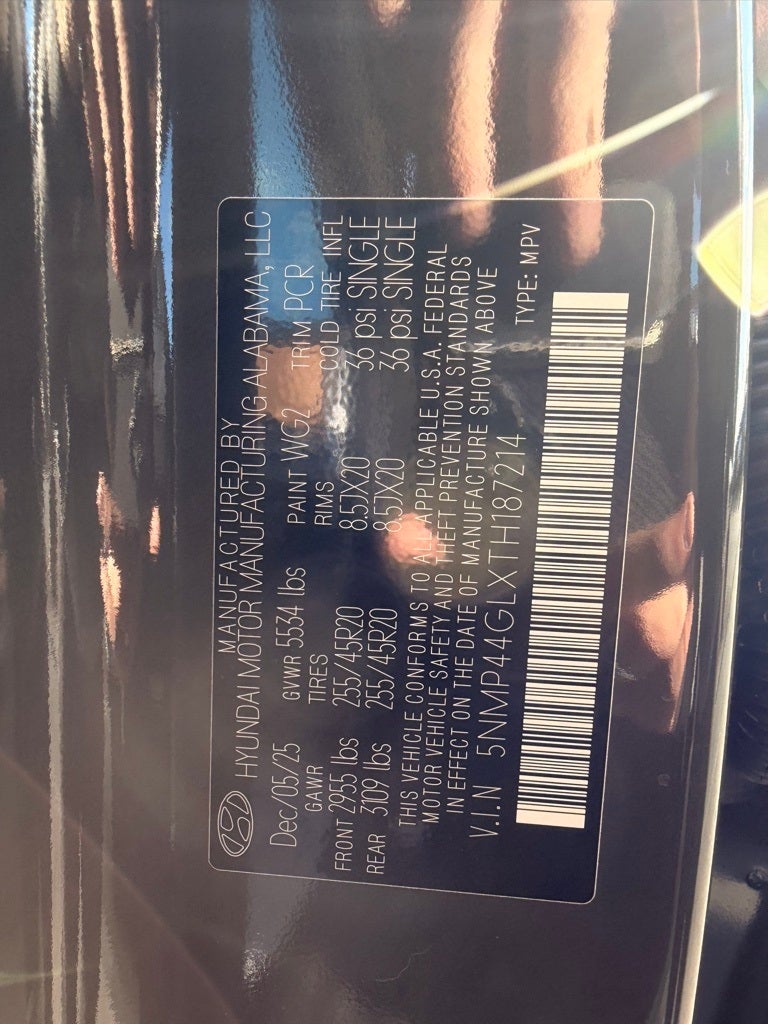 MANUFACTURED BY
HYUNDAI MOTOR MANUFACTURING ALABAMA, LLC
Dec/05/25 GVWR 5534 lbs PAINT WG2 TRIM PCR
GAWR TIRES RIMS COLD TIRE INFL
FRONT 2955 lbs 255/45R20 8.5JX20 36 psi SINGLE
REAR 3109 lbs 255/45R20 8.5JX20 36 psi SINGLE
THIS VEHICLE CONFORMS TO ALL APPLICABLE U.S.A. FEDERAL
MOTOR VEHICLE SAFETY AND THEFT PREVENTION STANDARDS
IN EFFECT ON THE DATE OF MANUFACTURE SHOWN ABOVE
V.I.N 5NMP44GLXTH187214 TYPE: MPV